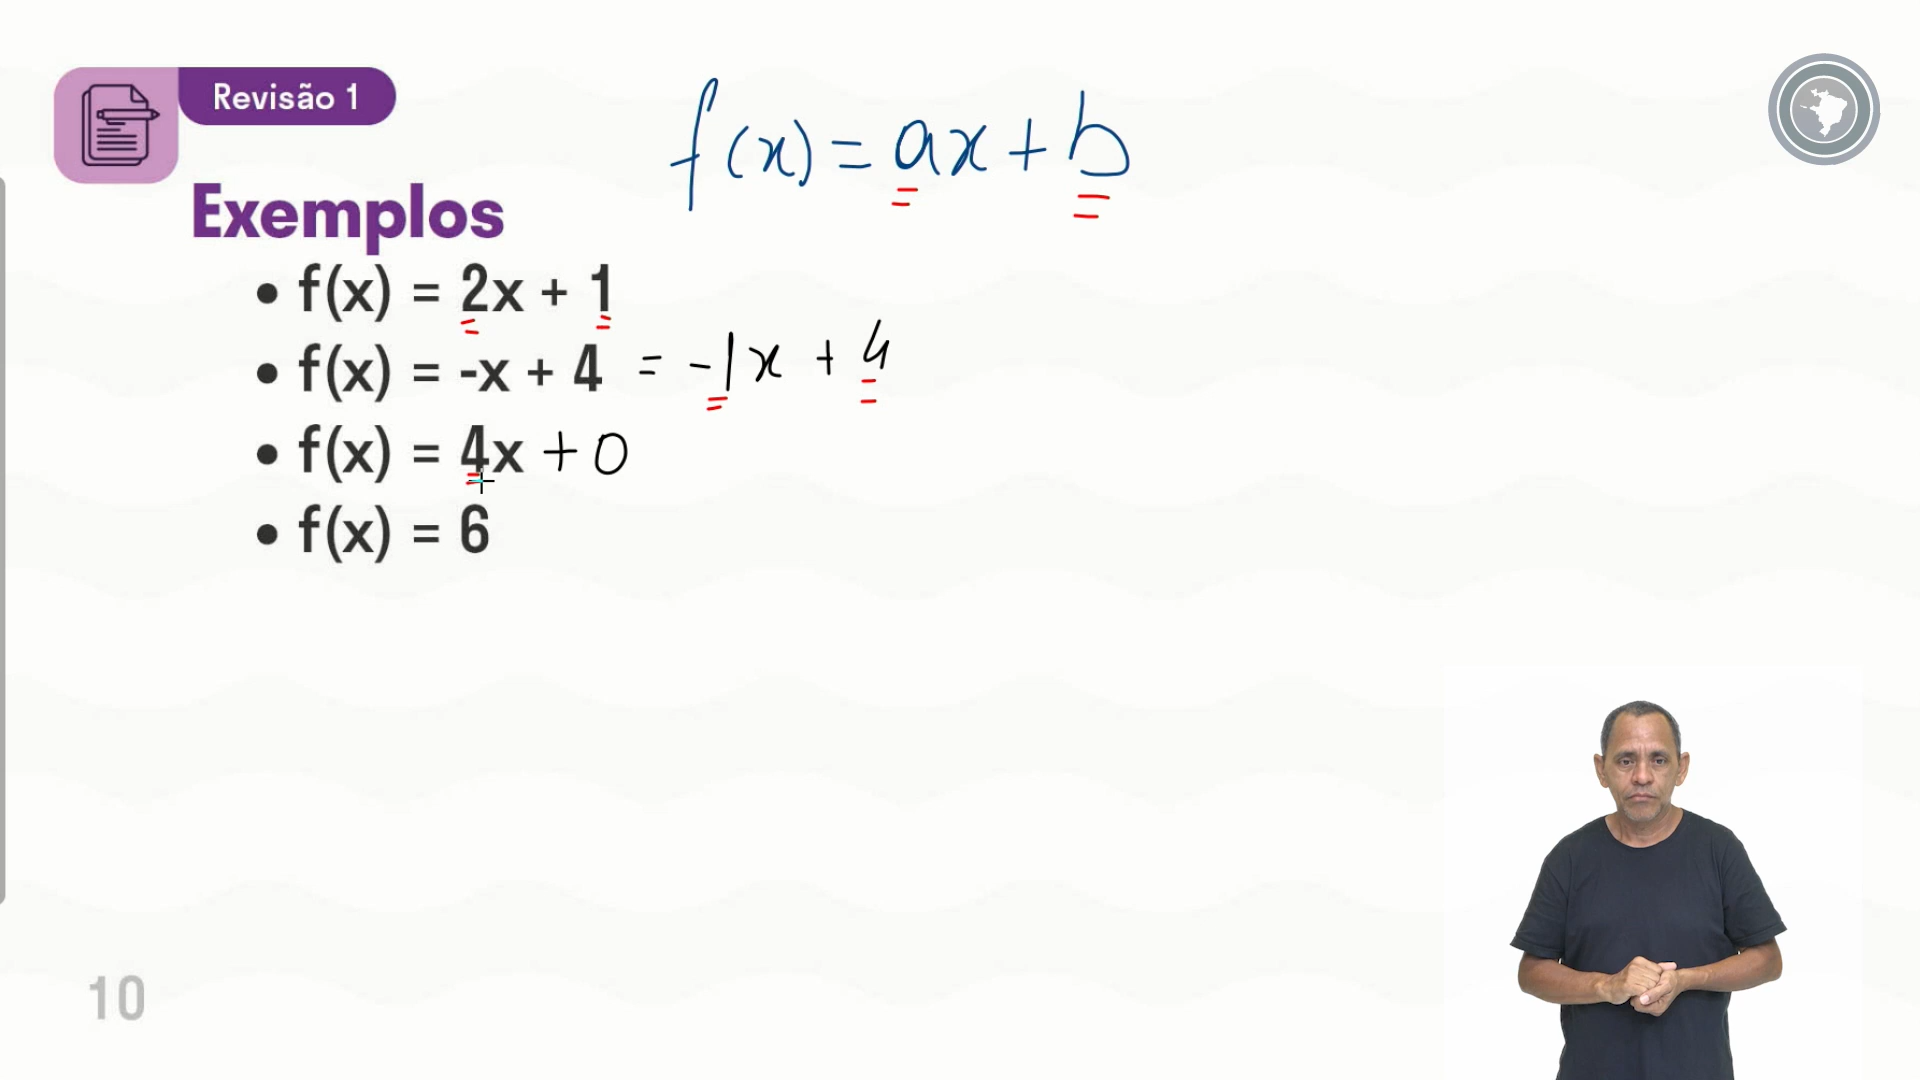 Revisão 1
f(x) = ax + b
Exemplos
• f(x) = 2x + 1
• f(x) = -x + 4 = -1x + 4
• f(x) = 4x + 0
• f(x) = 6
10